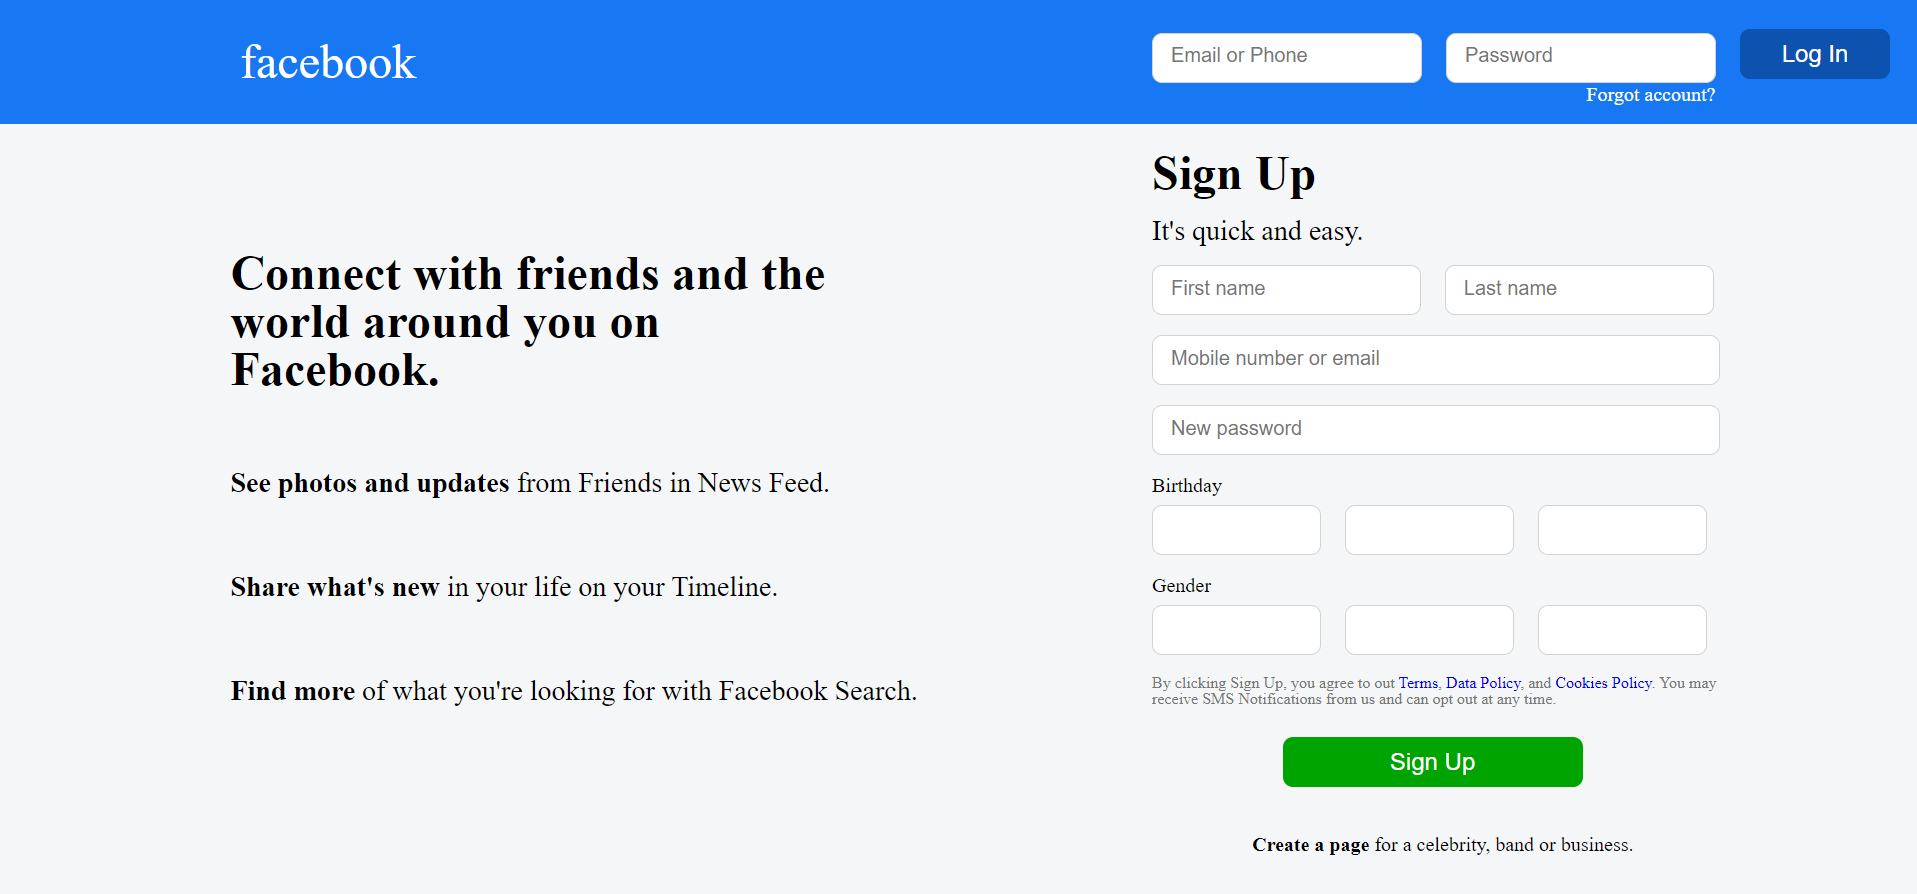 facebook
Email or Phone
Password
Log In
Forgot account?
Connect with friends and the
world around you on
Facebook.
See photos and updates from Friends in News Feed.
Share what's new in your life on your Timeline.
Find more of what you're looking for with Facebook Search.
Sign Up
It's quick and easy.
First name
Last name
Mobile number or email
New password
Birthday
Gender
By clicking Sign Up, you agree to out Terms, Data Policy, and Cookies Policy. You may
receive SMS Notifications from us and can opt out at any time.
Sign Up
Create a page for a celebrity, band or business.